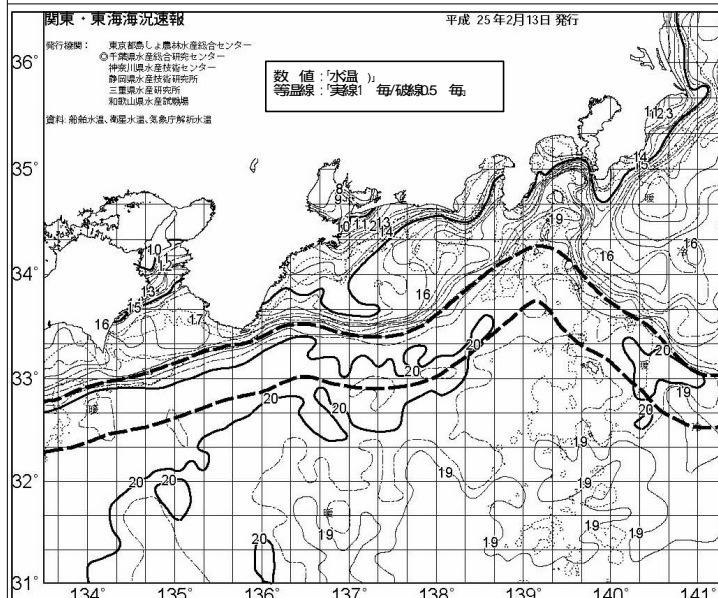 関東・東海海況速報
平成 25年2月13日 発行
発行機関： 東京都島しょ農林水産総合センター
◎千葉県水産総合研究センター
神奈川県水産技術センター
静岡県水産技術研究所
三重県水産研究所
和歌山県水産試験場
資料: 船舶水温、衛星水温、気象庁解析水温
数 値：「水温 )」
等温線：「実線1 毎/破線0.5 毎」
36°
35°
34°
33°
32°
31°
134° 135° 136° 137° 138° 139° 140° 141°
8
9
10 11 12 13
14
10
11
12
13
14
15
16
17
16
19
16
16
14
15
11 12 3
暖
暖
暖
暖
20
20
20
20
20
20
20
20
20
20
19
19
19
19
19
19
19